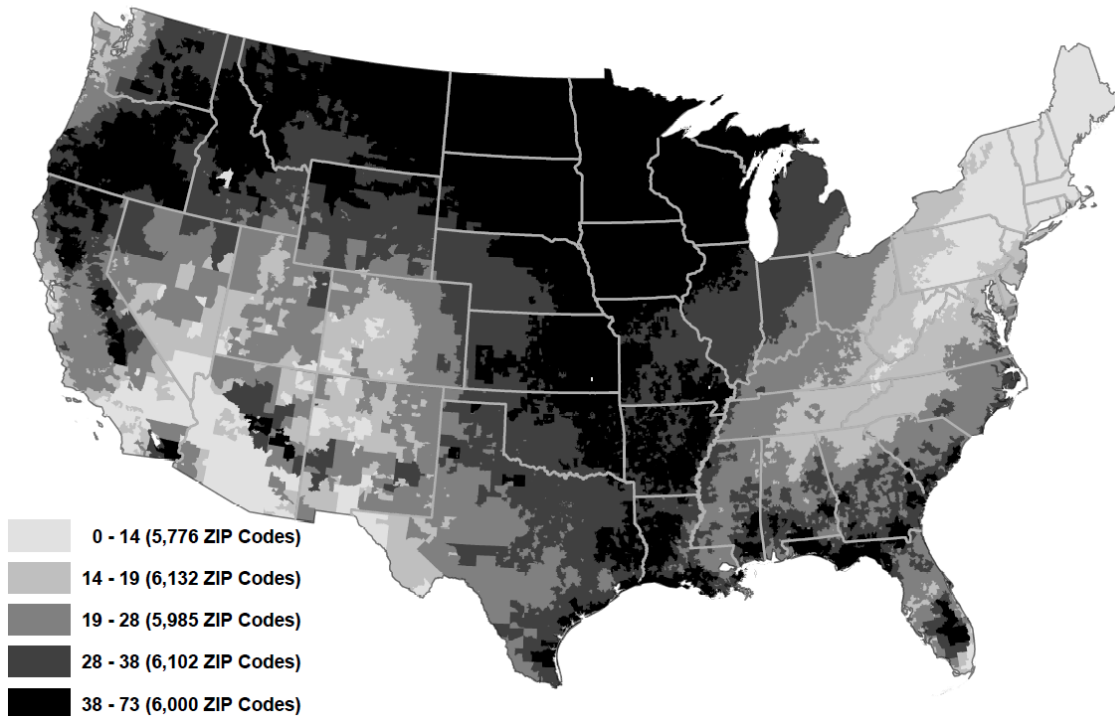 0 - 14 (5,776 ZIP Codes)
14 - 19 (6,132 ZIP Codes)
19 - 28 (5,985 ZIP Codes)
28 - 38 (6,102 ZIP Codes)
38 - 73 (6,000 ZIP Codes)